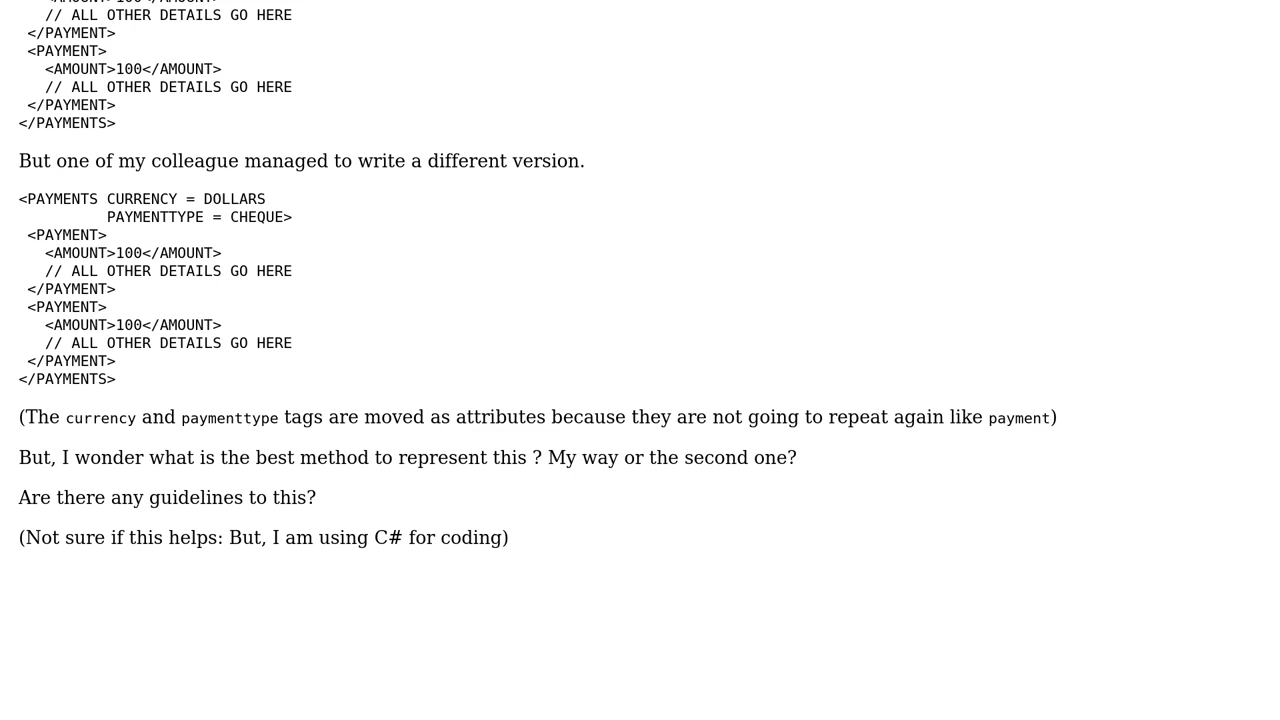 <AMOUNT>100</AMOUNT>
// ALL OTHER DETAILS GO HERE
</PAYMENT>
<PAYMENT>
<AMOUNT>100</AMOUNT>
// ALL OTHER DETAILS GO HERE
</PAYMENT>
</PAYMENTS>
But one of my colleague managed to write a different version.
<PAYMENTS CURRENCY = DOLLARS
PAYMENTTYPE = CHEQUE>
<PAYMENT>
<AMOUNT>100</AMOUNT>
// ALL OTHER DETAILS GO HERE
</PAYMENT>
<PAYMENT>
<AMOUNT>100</AMOUNT>
// ALL OTHER DETAILS GO HERE
</PAYMENT>
</PAYMENTS>
(The currency and paymenttype tags are moved as attributes because they are not going to repeat again like payment)
But, I wonder what is the best method to represent this ? My way or the second one?
Are there any guidelines to this?
(Not sure if this helps: But, I am using C# for coding)